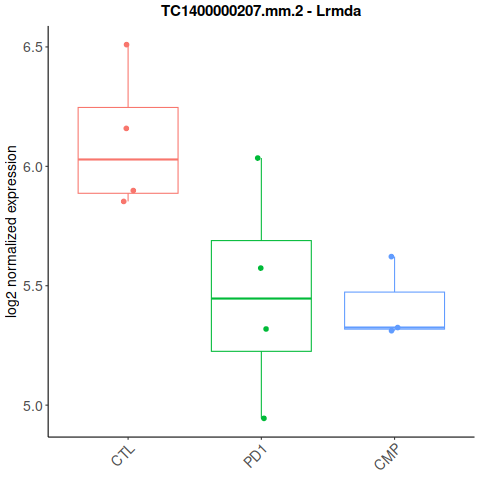 TC1400000207.mm.2 - Lrmda
log2 normalized expression
6.5
6.0
5.5
5.0
CTL
PD1
CMP